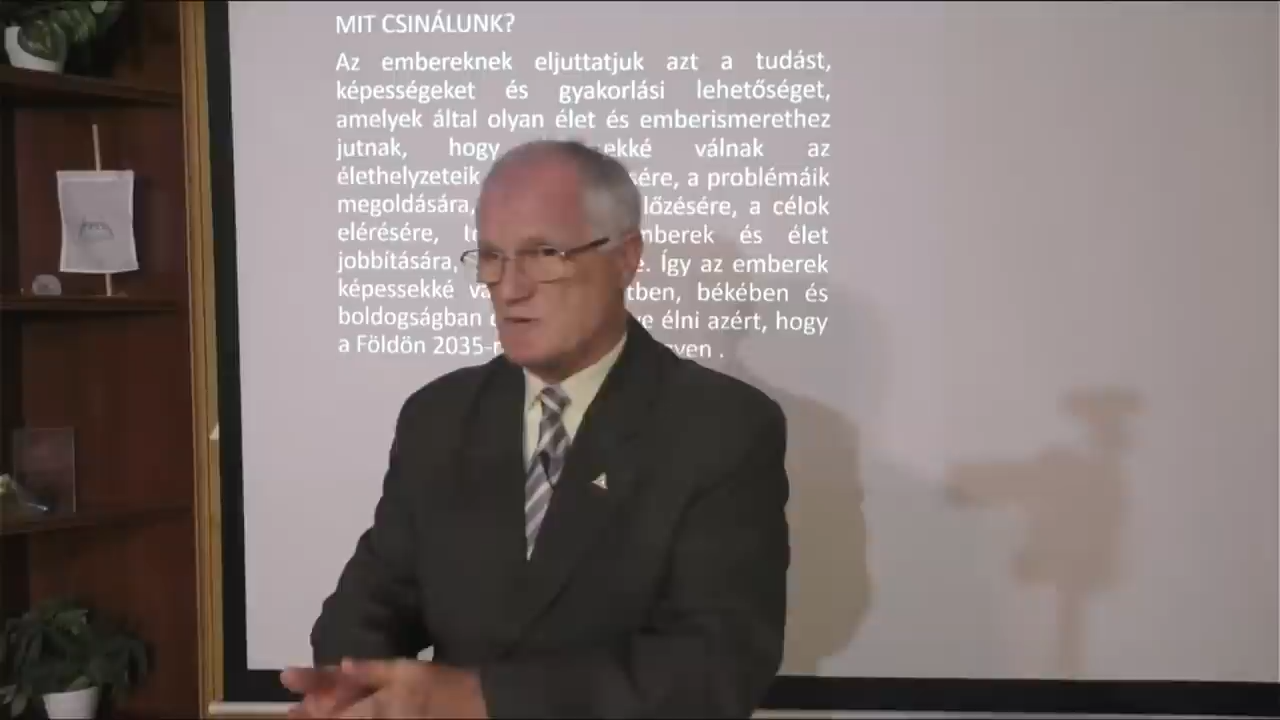 MIT CSINÁLUNK?
Az embereknek eljuttatjuk azt a tudást,
képességeket és gyakorlási lehetőséget,
amelyek által olyan élet és emberismerethez
jutnak, hogy válnak az
élethelyzeteik a problémáik
megoldására, a célok
elérésére, és élet
jobbítására, Így az emberek
képessekké békében és
boldogságban élni azért, hogy
a Földön